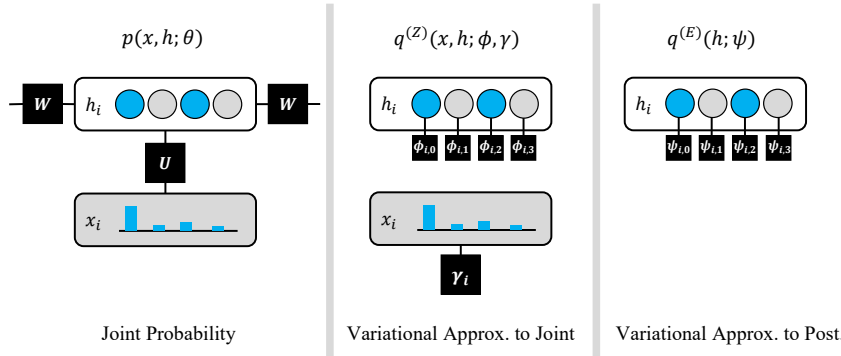 p(x, h; θ)
q^(Z)(x, h; ϕ, γ)
q^(E)(h; ψ)
W h_i W
h_i
h_i
ϕ_i,0 ϕ_i,1 ϕ_i,2 ϕ_i,3
ψ_i,0 ψ_i,1 ψ_i,2 ψ_i,3
U
x_i
x_i
γ_i
Joint Probability
Variational Approx. to Joint
Variational Approx. to Post.